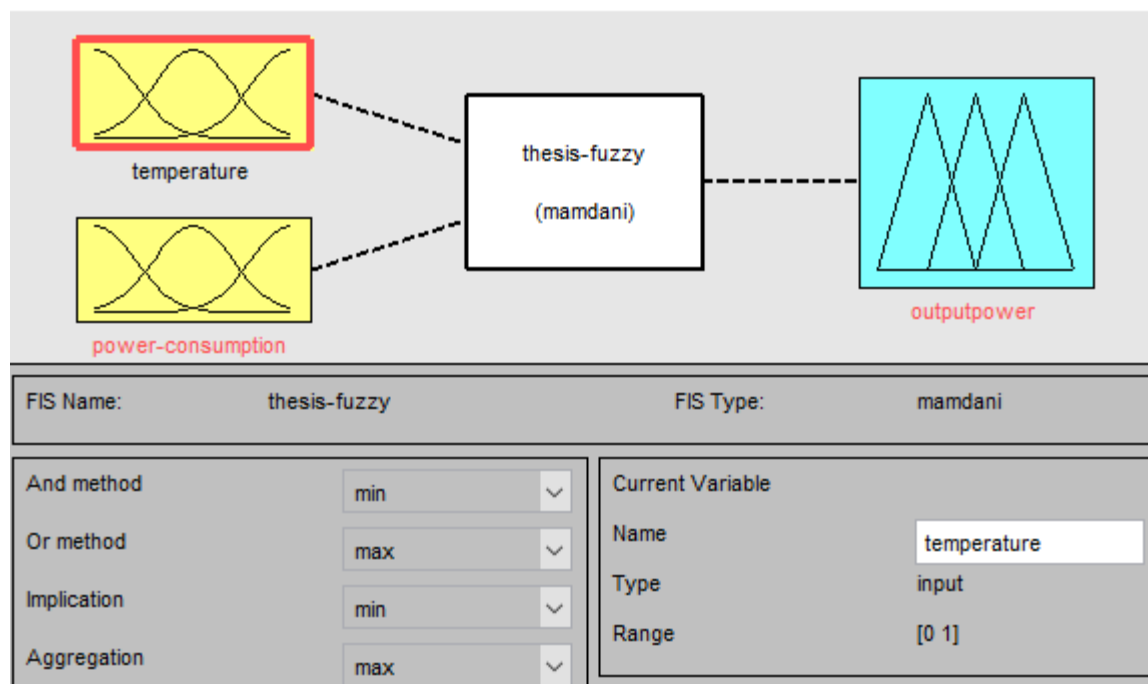 temperature
thesis-fuzzy
(mamdani)
outputpower
power-consumption
FIS Name: thesis-fuzzy FIS Type: mamdani
And method min
Or method max
Implication min
Aggregation max
Current Variable
Name temperature
Type input
Range [0 1]